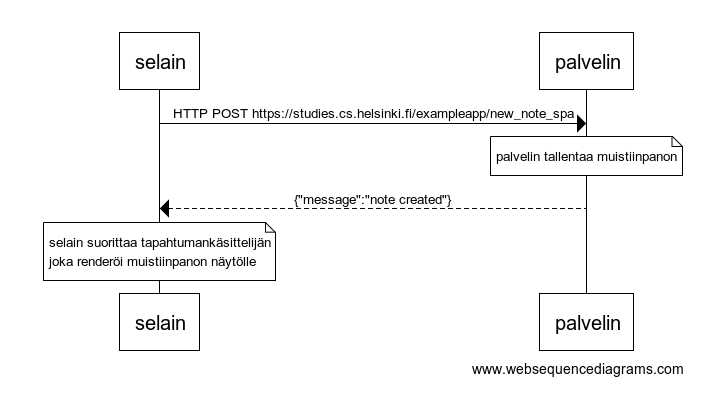 selain
palvelin
HTTP POST https://studies.cs.helsinki.fi/exampleapp/new_note_spa
palvelin tallentaa muistiinpanon
{"message":"note created"}
selain suorittaa tapahtumankäsittelijän
joka renderöi muistiinpanon näytölle
selain
palvelin
www.websequencediagrams.com